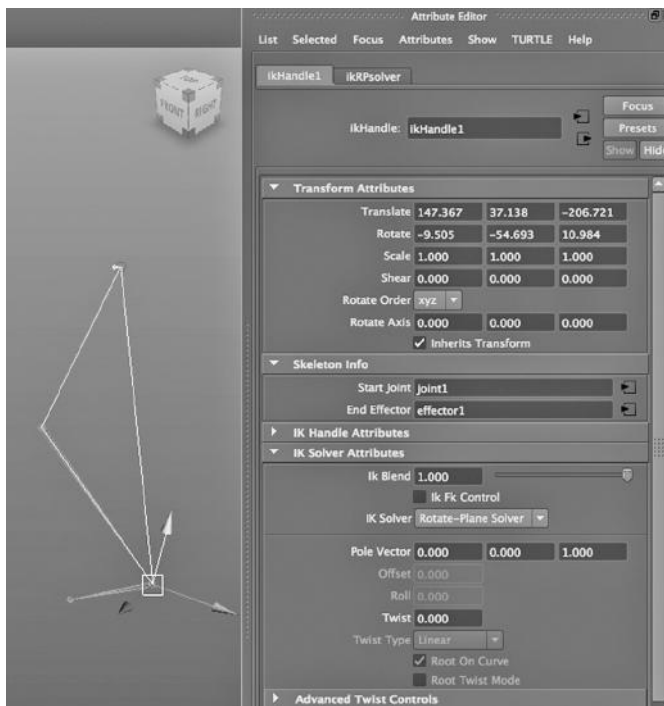 Attribute Editor
List Selected Focus Attributes Show TURTLE Help
ikHandle1 ikRPsolver
Focus
ikHandle: ikHandle1
Presets
Show Hide
TOP
FRONT RIGHT
Transform Attributes
Translate 147.367 37.138 -206.721
Rotate -9.505 -54.693 10.984
Scale 1.000 1.000 1.000
Shear 0.000 0.000 0.000
Rotate Order xyz
Rotate Axis 0.000 0.000 0.000
Inherits Transform
Skeleton Info
Start Joint joint1
End Effector effector1
IK Handle Attributes
IK Solver Attributes
Ik Blend 1.000
Ik Fk Control
IK Solver Rotate-Plane Solver
Pole Vector 0.000 0.000 1.000
Offset 0.000
Roll 0.000
Twist 0.000
Twist Type Linear
Root On Curve
Root Twist Mode
Advanced Twist Controls